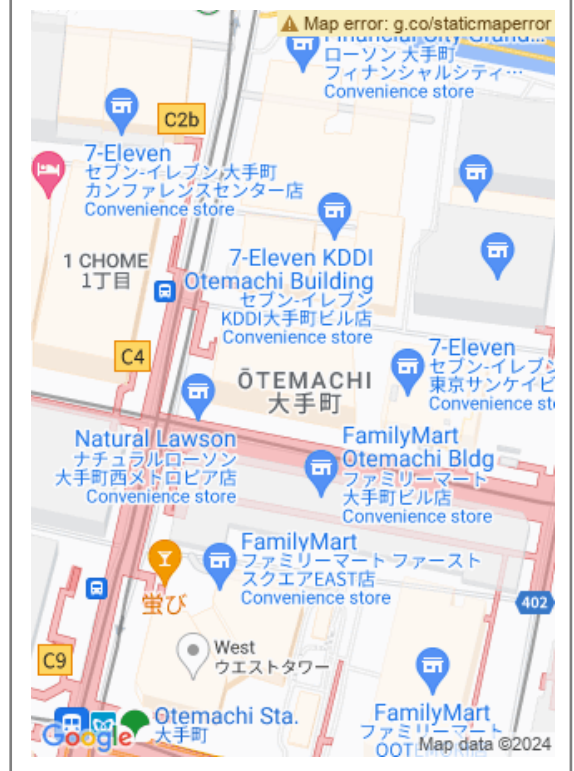 Map error: g.co/staticmaperror
Financial City Grand...
ローソン 大手町
フィナンシャルシティ…
Convenience store
C2b
7-Eleven
セブン-イレブン 大手町
カンファレンスセンター店
Convenience store
1 CHOME
1丁目
7-Eleven KDDI
Otemachi Building
セブン-イレブン
KDDI大手町ビル店
Convenience store
C4
ŌTEMACHI
大手町
7-Eleven
セブン-イレブン
東京サンケイビ
Convenience st
Natural Lawson
ナチュラルローソン
大手町西メトロピア店
Convenience store
FamilyMart
Otemachi Bldg
ファミリーマート
大手町ビル店
Convenience store
FamilyMart
ファミリーマート ファースト
スクエアEAST店
Convenience store
蛍び
402
West
ウエストタワー
C9
Otemachi Sta.
大手町
FamilyMart
ファミリーマート
Google
Map data ©2024